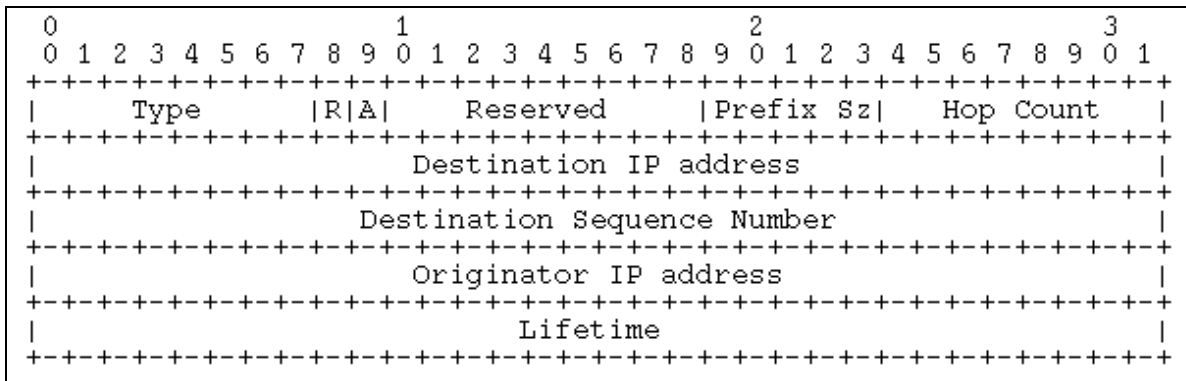 0                   1                   2                   3
0 1 2 3 4 5 6 7 8 9 0 1 2 3 4 5 6 7 8 9 0 1 2 3 4 5 6 7 8 9 0 1
+-+-+-+-+-+-+-+-+-+-+-+-+-+-+-+-+-+-+-+-+-+-+-+-+-+-+-+-+-+-+-+-+
|     Type      |R|A|    Reserved     |Prefix Sz|   Hop Count   |
+-+-+-+-+-+-+-+-+-+-+-+-+-+-+-+-+-+-+-+-+-+-+-+-+-+-+-+-+-+-+-+-+
|                     Destination IP address                    |
+-+-+-+-+-+-+-+-+-+-+-+-+-+-+-+-+-+-+-+-+-+-+-+-+-+-+-+-+-+-+-+-+
|                  Destination Sequence Number                  |
+-+-+-+-+-+-+-+-+-+-+-+-+-+-+-+-+-+-+-+-+-+-+-+-+-+-+-+-+-+-+-+-+
|                     Originator IP address                     |
+-+-+-+-+-+-+-+-+-+-+-+-+-+-+-+-+-+-+-+-+-+-+-+-+-+-+-+-+-+-+-+-+
|                           Lifetime                            |
+-+-+-+-+-+-+-+-+-+-+-+-+-+-+-+-+-+-+-+-+-+-+-+-+-+-+-+-+-+-+-+-+